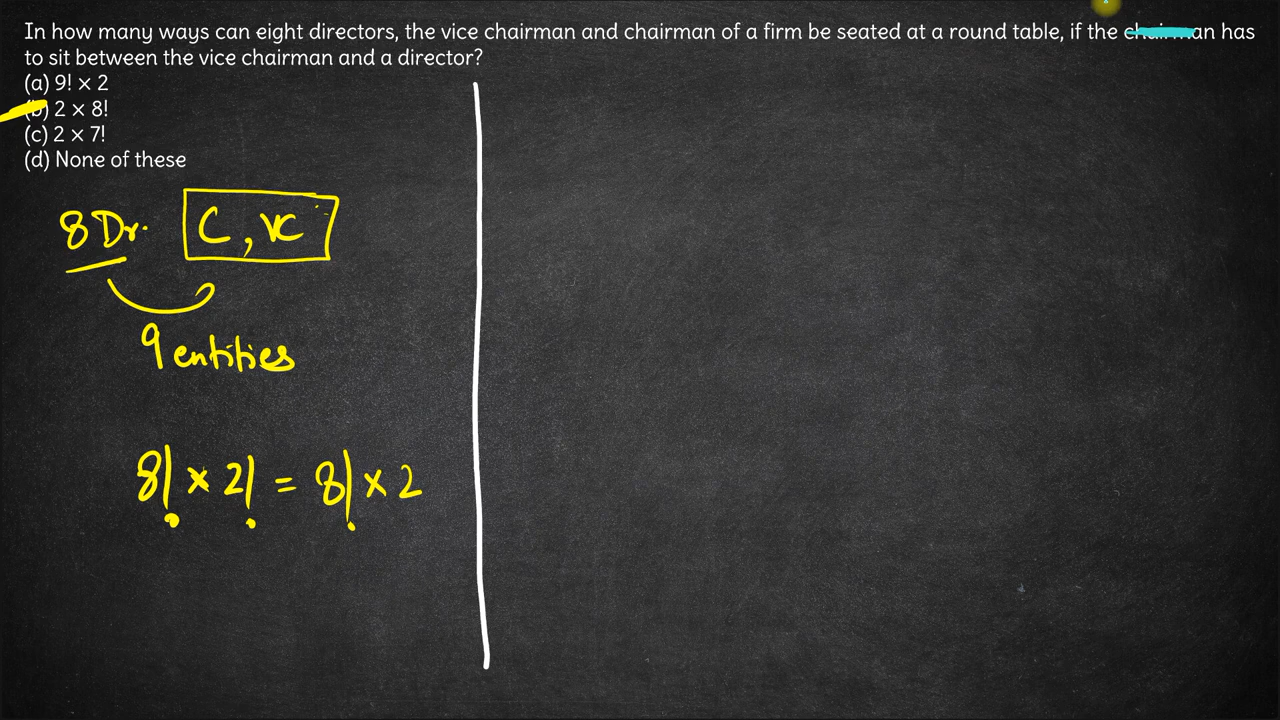 In how many ways can eight directors, the vice chairman and chairman of a firm be seated at a round table, if the chairman has
to sit between the vice chairman and a director?
(a) 9! × 2
(b) 2 × 8!
(c) 2 × 7!
(d) None of these
8 Dr. C, VC
9 entities
8! × 2! = 8! × 2